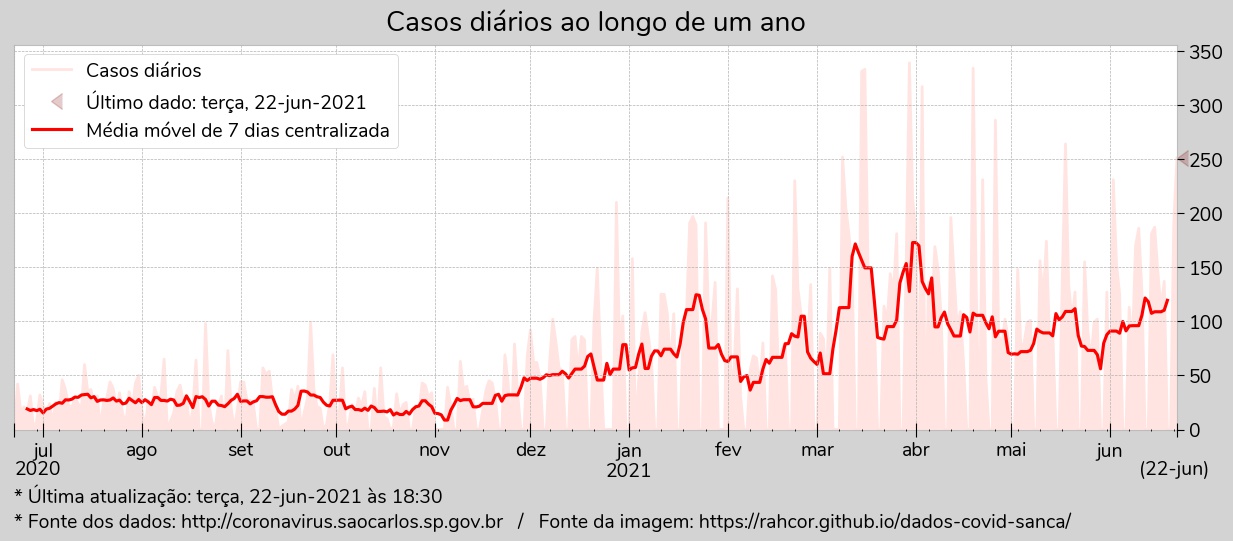 Casos diários ao longo de um ano
Casos diários
Último dado: terça, 22-jun-2021
Média móvel de 7 dias centralizada
350
300
250
200
150
100
50
0
jul ago set out nov dez jan fev mar abr mai jun
2020 2021 (22-jun)
* Última atualização: terça, 22-jun-2021 às 18:30
* Fonte dos dados: http://coronavirus.saocarlos.sp.gov.br / Fonte da imagem: https://rahcor.github.io/dados-covid-sanca/